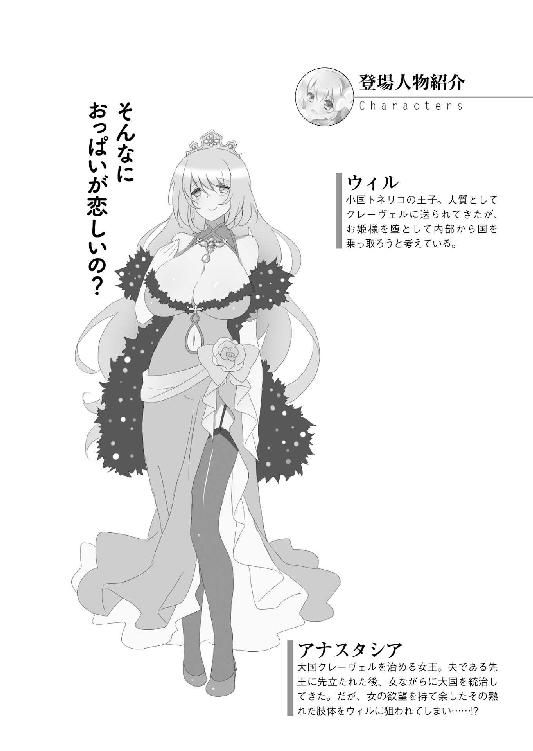 登場人物紹介
Characters
そんなに
おっぱいが恋しいの？
ウィル
小国トネリコの王子。人質として
クレーヴェルに送られてきたが、
お姫様を堕として内部から国を
乗っ取ろうと考えている。
アナスタシア
大国クレーヴェルを治める女王。夫である先
王に先立たれた後、女ながらに大国を統治し
てきた。だが、女の欲望を持て余したその熟
れた肢体をウィルに狙われてしまい……!?